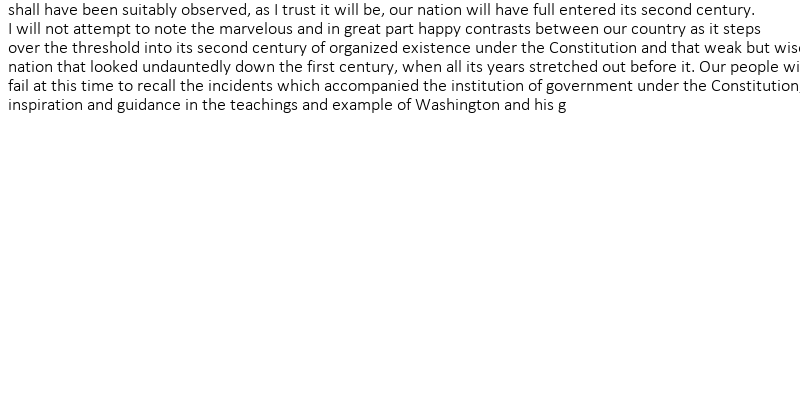 shall have been suitably observed, as I trust it will be, our nation will have full entered its second century.
I will not attempt to note the marvelous and in great part happy contrasts between our country as it steps
over the threshold into its second century of organized existence under the Constitution and that weak but wis
nation that looked undauntedly down the first century, when all its years stretched out before it. Our people wi
fail at this time to recall the incidents which accompanied the institution of government under the Constitution,
inspiration and guidance in the teachings and example of Washington and his g